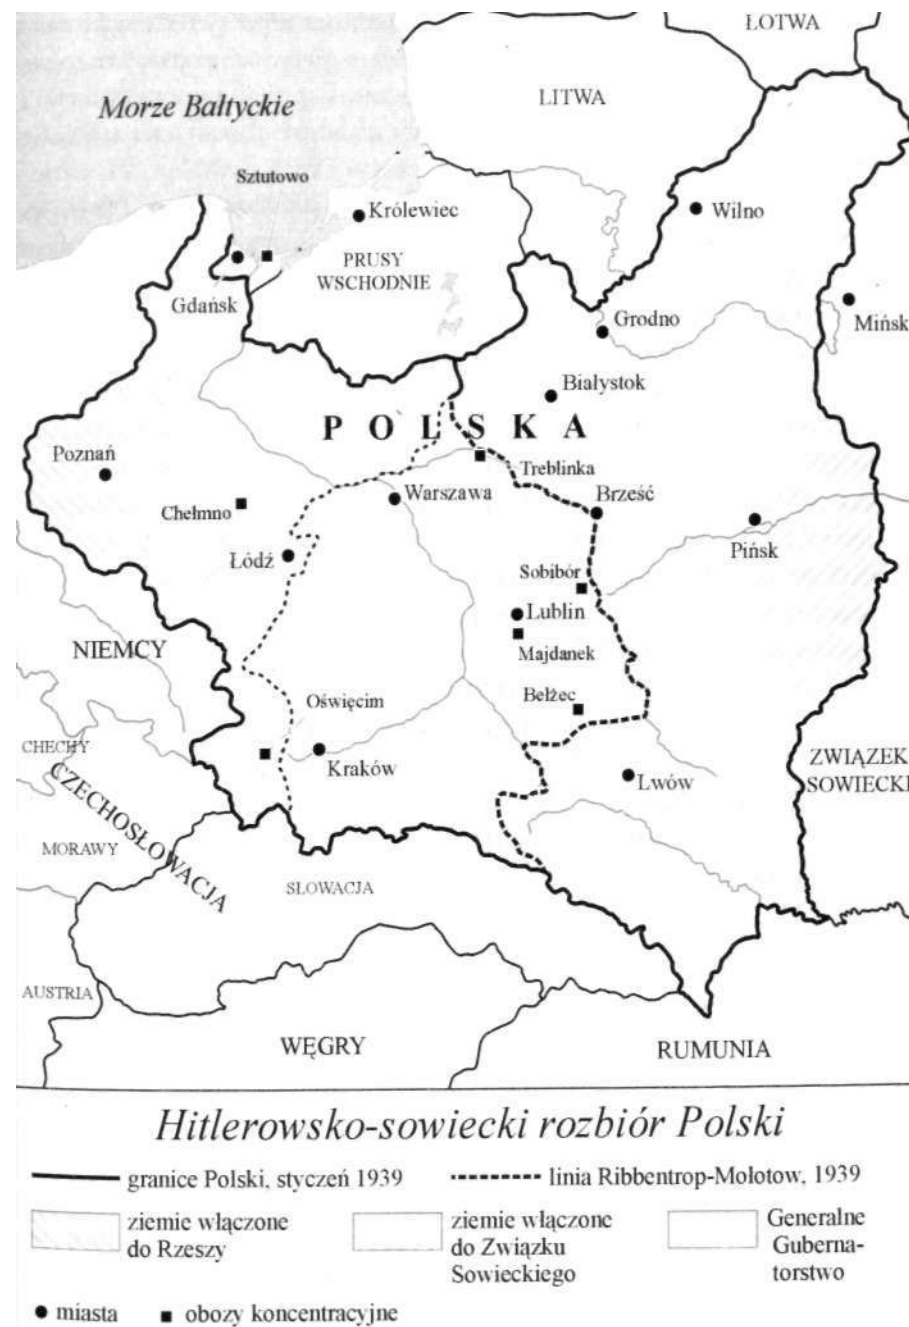 ŁOTWA
Morze Bałtyckie
LITWA
Sztutowo
Królewiec
Wilno
PRUSY
WSCHODNIE
Gdańsk
Grodno
Mińsk
Białystok
POLSKA
Poznań
Treblinka
Warszawa
Brześć
Chełmno
Łódź
Pińsk
Sobibór
Lublin
NIEMCY
Majdanek
Bełżec
Oświęcim
CHECHY
Kraków
Lwów
ZWIĄZEK
SOWIECKI
CZECHOSŁOWACJA
MORAWY
SŁOWACJA
AUSTRIA
WĘGRY
RUMUNIA
Hitlerowsko-sowiecki rozbiór Polski
granice Polski, styczeń 1939
linia Ribbentrop-Mołotow, 1939
ziemie włączone
do Rzeszy
ziemie włączone
do Związku
Sowieckiego
Generalne
Guberna-
torstwo
miasta
obozy koncentracyjne